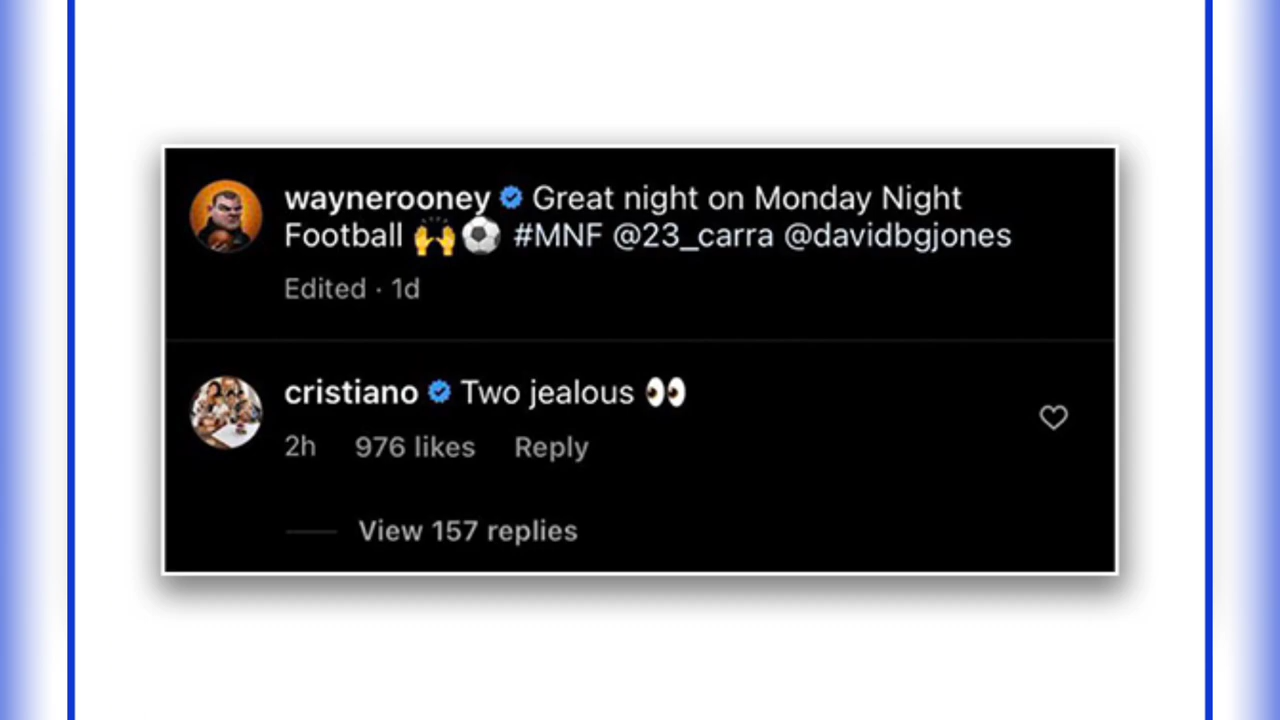 waynerooney Great night on Monday Night
Football 🙌⚽ #MNF @23_carra @davidbgjones
Edited · 1d
cristiano Two jealous 👀
2h 976 likes Reply
View 157 replies